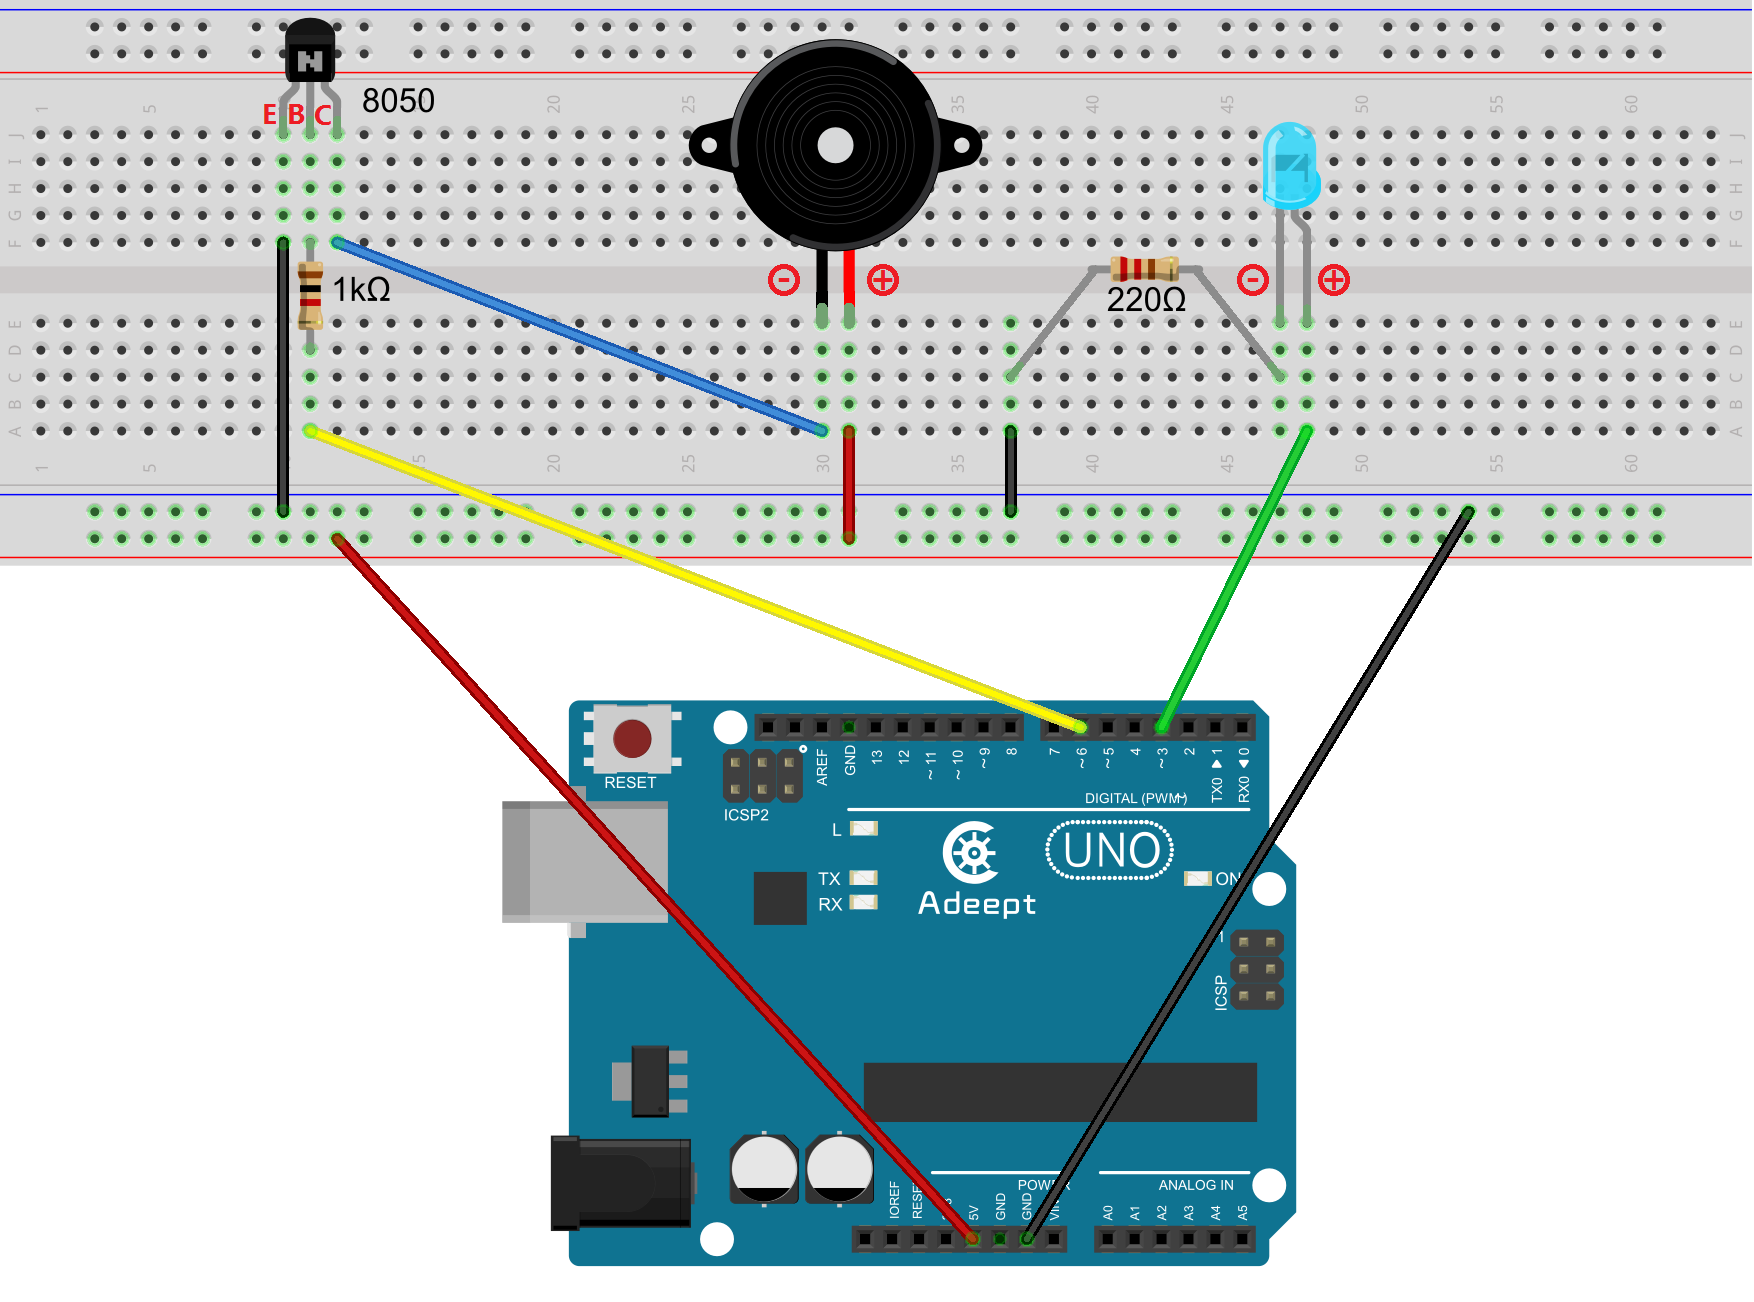 N
E B C
8050
1 5 20 25 35 40 45 50 55 60
J J
I I
H H
G G
F F
1kΩ
220Ω
E E
D D
C C
B B
A A
1 5 15 20 25 30 35 40 45 50 55 60
RESET
ICSP2
AREF
GND
13
12
~11
~10
~9
8
7
~6
~5
4
~3
2
TX0 ▶ 1
RX0 ◀ 0
DIGITAL (PWM~)
L
TX
RX
UNO
Adeept
ON
1
ICSP
POWER
ANALOG IN
IOREF
5V
GND
GND
A0
A1
A2
A3
A4
A5